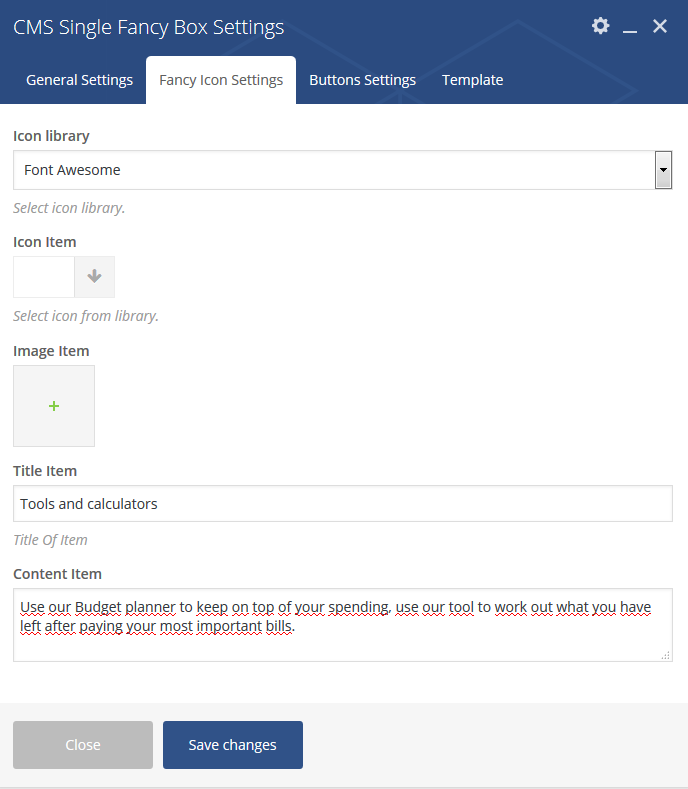 CMS Single Fancy Box Settings
General Settings Fancy Icon Settings Buttons Settings Template
Icon library
Font Awesome
Select icon library.
Icon Item
Select icon from library.
Image Item
+
Title Item
Tools and calculators
Title Of Item
Content Item
Use our Budget planner to keep on top of your spending, use our tool to work out what you have
left after paying your most important bills.
Close Save changes